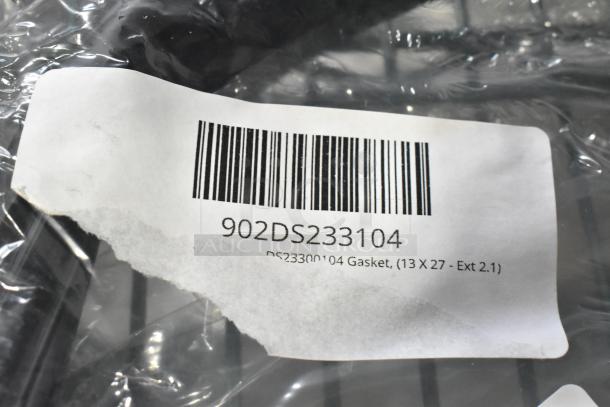 902DS233104
DS23300104 Gasket, (13 X 27 - Ext 2.1)